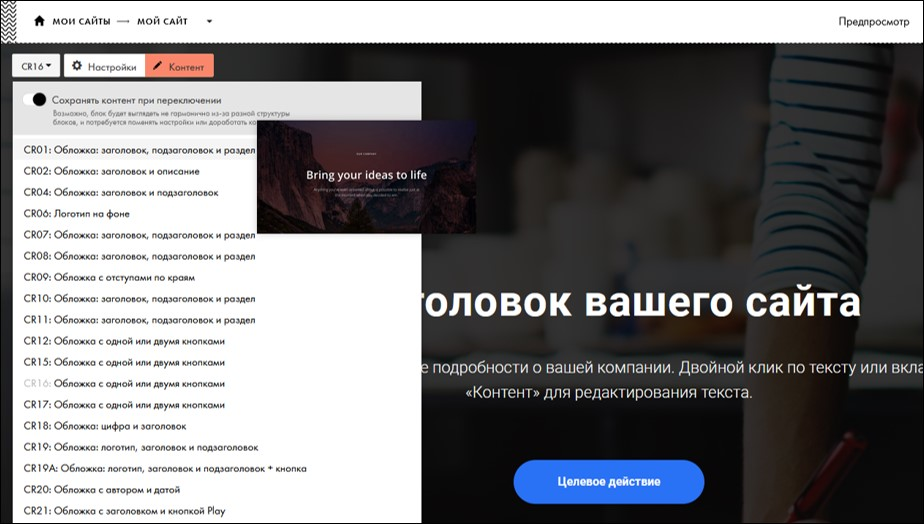 МОИ САЙТЫ — МОЙ САЙТ
Предпросмотр
CR16 Настройки Контент
Сохранять контент при переключении
Возможно, блок будет выглядеть не гармонично из-за разной структуры
блоков, и потребуется поменять настройки или доработать
CR01: Обложка: заголовок, подзаголовок и раздел
CR02: Обложка: заголовок и описание
CR04: Обложка: заголовок и подзаголовок
CR06: Логотип на фоне
CR07: Обложка: заголовок, подзаголовок и раздел
CR08: Обложка: заголовок, подзаголовок и раздел
CR09: Обложка с отступами по краям
CR10: Обложка: заголовок, подзаголовок и раздел
CR11: Обложка: заголовок, подзаголовок и раздел
CR12: Обложка с одной или двумя кнопками
CR15: Обложка с одной или двумя кнопками
CR16: Обложка с одной или двумя кнопками
CR17: Обложка с одной или двумя кнопками
CR18: Обложка: цифра и заголовок
CR19: Обложка: логотип, заголовок и подзаголовок
CR19A: Обложка: логотип, заголовок и подзаголовок + кнопка
CR20: Обложка с автором и датой
CR21: Обложка с заголовком и кнопкой Play
Bring your ideas to life
головок вашего сайта
е подробности о вашей компании. Двойной клик по тексту или вкла
«Контент» для редактирования текста.
Целевое действие